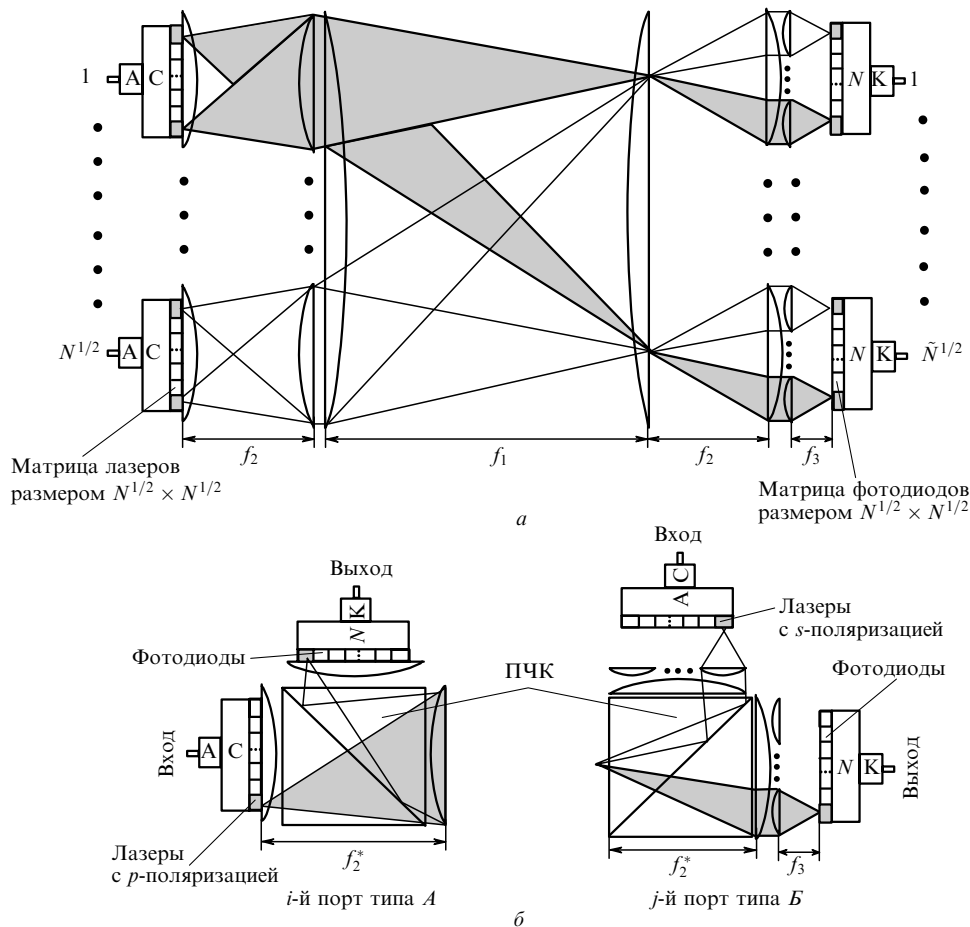 1 A C N K 1
N^{1/2} A C N K Ñ^{1/2}
f_2 f_1 f_2 f_3
Матрица лазеров
размером N^{1/2} × N^{1/2}
Матрица фотодиодов
размером N^{1/2} × N^{1/2}
а
Выход
N K
Фотодиоды
Вход
A C
Лазеры
с p-поляризацией
f_2^*
i-й порт типа А
ПЧК
Вход
A C
Лазеры
с s-поляризацией
Фотодиоды
N K
Выход
f_2^* f_3
j-й порт типа Б
б